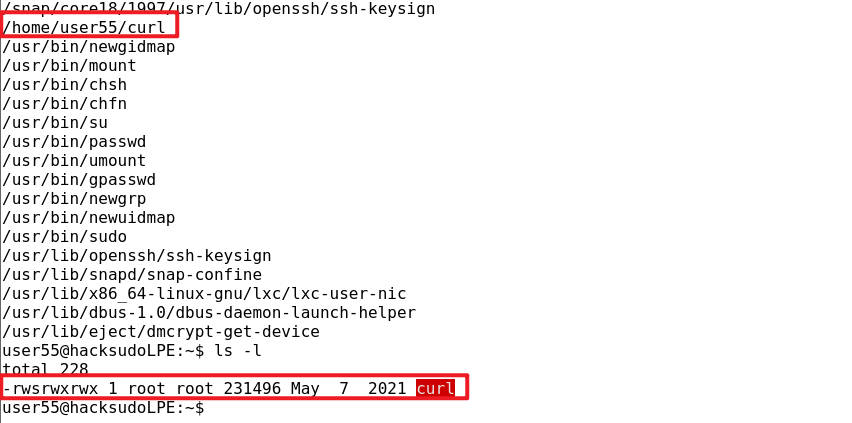 /snap/core18/1997/usr/lib/openssh/ssh-keysign
/home/user55/curl
/usr/bin/newgidmap
/usr/bin/mount
/usr/bin/chsh
/usr/bin/chfn
/usr/bin/su
/usr/bin/passwd
/usr/bin/umount
/usr/bin/gpasswd
/usr/bin/newgrp
/usr/bin/newuidmap
/usr/bin/sudo
/usr/lib/openssh/ssh-keysign
/usr/lib/snapd/snap-confine
/usr/lib/x86_64-linux-gnu/lxc/lxc-user-nic
/usr/lib/dbus-1.0/dbus-daemon-launch-helper
/usr/lib/eject/dmcrypt-get-device
user55@hacksudoLPE:~$ ls -l
total 228
-rwsrwxrwx 1 root root 231496 May  7  2021 curl
user55@hacksudoLPE:~$